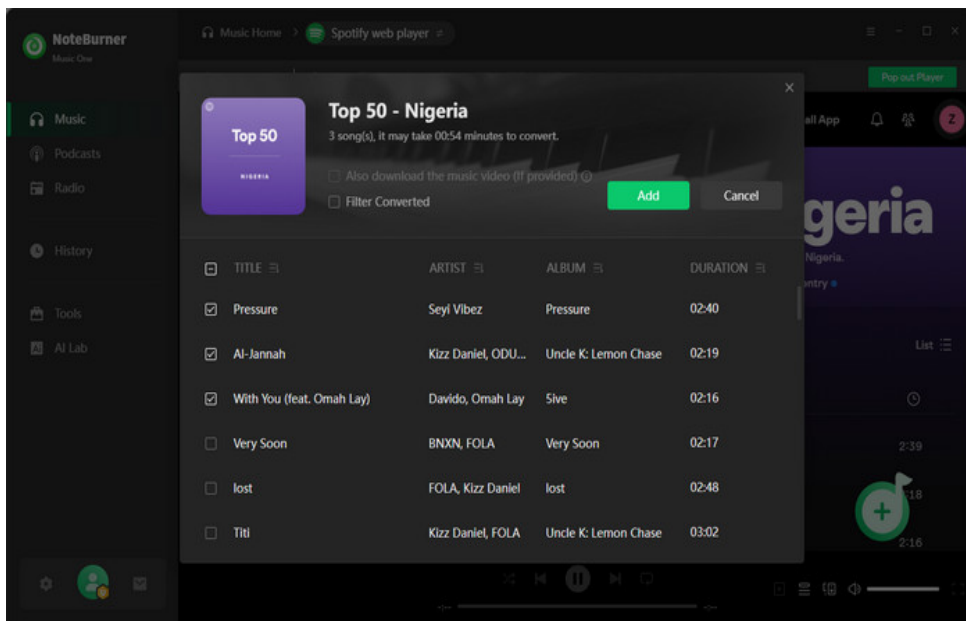 NoteBurner
Music One
Music Home > Spotify web player
Pop out Player
Music
Podcasts
Radio
History
Tools
AI Lab
Top 50
NIGERIA
Top 50 - Nigeria
3 song(s), it may take 00:54 minutes to convert.
Also download the music video (If provided)
Filter Converted
Add
Cancel
all App
Z
geria
Nigeria.
ntry
List
TITLE ARTIST ALBUM DURATION
Pressure Seyi Vibez Pressure 02:40
Al-Jannah Kizz Daniel, ODU... Uncle K: Lemon Chase 02:19
With You (feat. Omah Lay) Davido, Omah Lay 5ive 02:16
Very Soon BNXN, FOLA Very Soon 02:17
lost FOLA, Kizz Daniel lost 02:48
Titi Kizz Daniel, FOLA Uncle K: Lemon Chase 03:02
2:39
:18
2:16
--:--
--:--